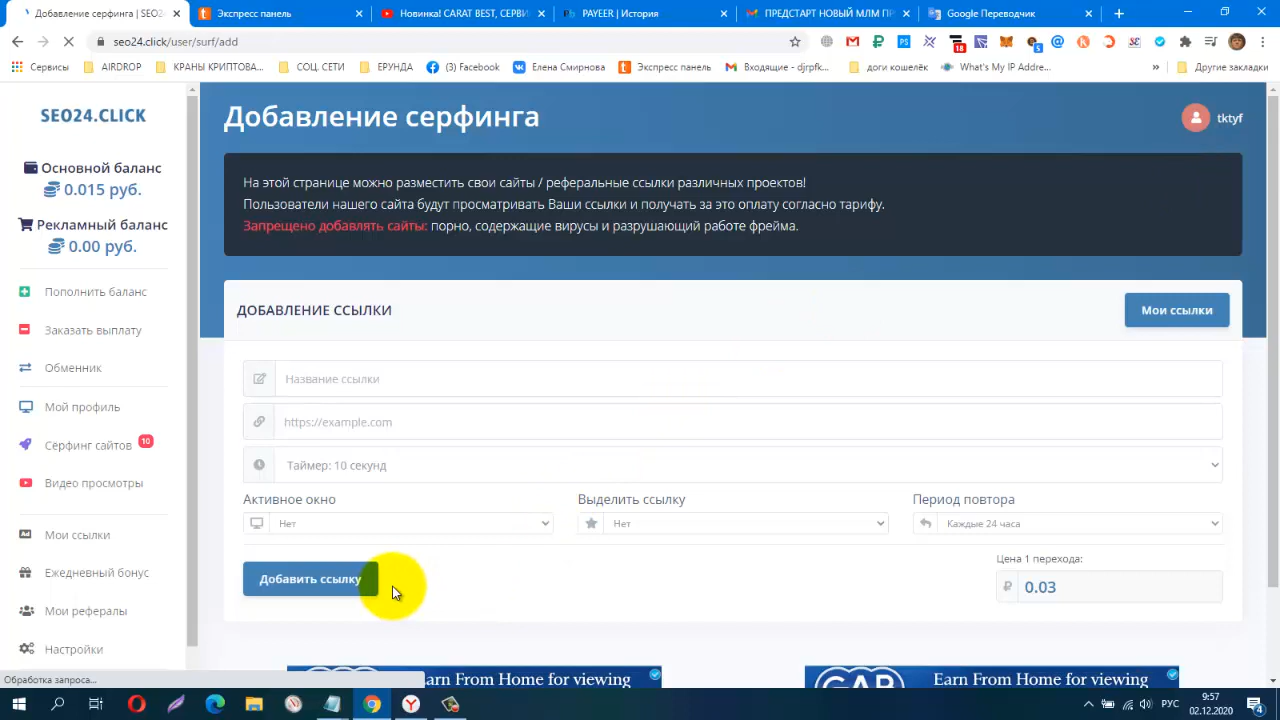 Добавление серфинга | SEO2
Экспресс панель
Новинка! CARAT BEST, СЕРВИ
PAYEER | История
ПРЕДСТАРТ НОВЫЙ МЛМ ПР
Google Переводчик
seo24.click/user/surf/add
18
5
Сервисы
AIRDROP
КРАНЫ КРИПТОВА...
СОЦ. СЕТИ
ЕРУНДА
(3) Facebook
Елена Смирнова
Экспресс панель
Входящие - djrpfk...
доги кошелёк
What's My IP Addre...
»
Другие закладки
SEO24.CLICK
Основной баланс
0.015 руб.
Рекламный баланс
0.00 руб.
Пополнить баланс
Заказать выплату
Обменник
Мой профиль
Сёрфинг сайтов
10
Видео просмотры
Мои ссылки
Ежедневный бонус
Мои рефералы
Настройки
Обработка запроса...
Добавление серфинга
tktyf
На этой странице можно разместить свои сайты / реферальные ссылки различных проектов!
Пользователи нашего сайта будут просматривать Ваши ссылки и получать за это оплату согласно тарифу.
Запрещено добавлять сайты: порно, содержащие вирусы и разрушающий работе фрейма.
ДОБАВЛЕНИЕ ССЫЛКИ
Мои ссылки
Название ссылки
https://example.com
Таймер: 10 секунд
Активное окно
Выделить ссылку
Период повтора
Нет
Нет
Каждые 24 часа
Добавить ссылку
Цена 1 перехода:
0.03
arn From Home for viewing
GAB
Earn From Home for viewing
РУС
9:57
02.12.2020
4